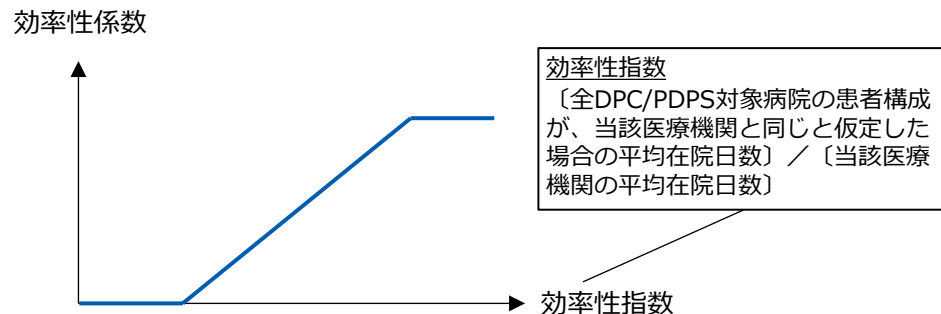 効率性係数
効率性指数
〔全DPC/PDPS対象病院の患者構成
が、当該医療機関と同じと仮定した
場合の平均在院日数〕／〔当該医療
機関の平均在院日数〕
効率性指数